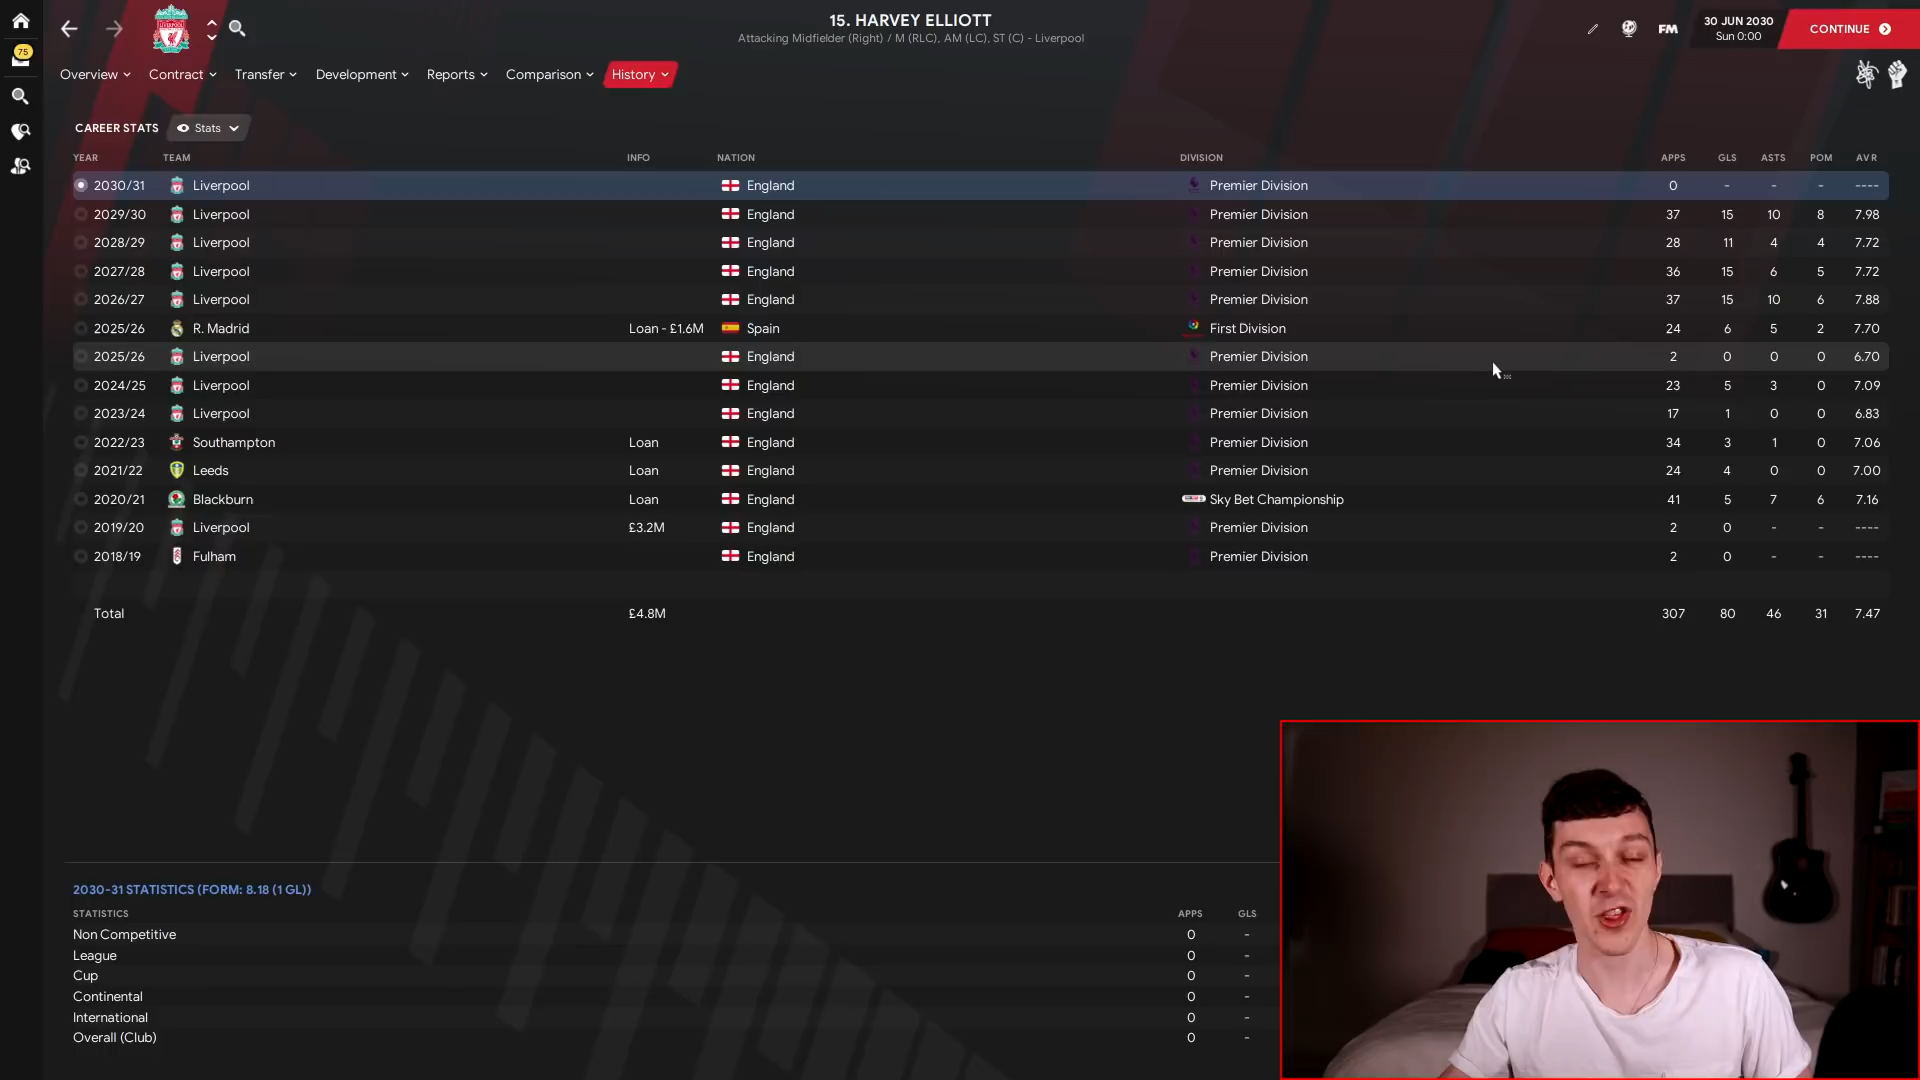 15. HARVEY ELLIOTT
Attacking Midfielder (Right) / M (RLC), AM (LC), ST (C) - Liverpool
FM
30 JUN 2030
Sun 0:00
CONTINUE
75
Overview Contract Transfer Development Reports Comparison History
CAREER STATS Stats
YEAR TEAM INFO NATION DIVISION APPS GLS ASTS POM AV R
2030/31 Liverpool England Premier Division 0 - - - ----
2029/30 Liverpool England Premier Division 37 15 10 8 7.98
2028/29 Liverpool England Premier Division 28 11 4 4 7.72
2027/28 Liverpool England Premier Division 36 15 6 5 7.72
2026/27 Liverpool England Premier Division 37 15 10 6 7.88
2025/26 R. Madrid Loan - £1.6M Spain First Division 24 6 5 2 7.70
2025/26 Liverpool England Premier Division 2 0 0 0 6.70
2024/25 Liverpool England Premier Division 23 5 3 0 7.09
2023/24 Liverpool England Premier Division 17 1 0 0 6.83
2022/23 Southampton Loan England Premier Division 34 3 1 0 7.06
2021/22 Leeds Loan England Premier Division 24 4 0 0 7.00
2020/21 Blackburn Loan England Sky Bet Championship 41 5 7 6 7.16
2019/20 Liverpool £3.2M England Premier Division 2 0 - - ----
2018/19 Fulham England Premier Division 2 0 - - ----
Total £4.8M 307 80 46 31 7.47
2030-31 STATISTICS (FORM: 8.18 (1 GL))
STATISTICS APPS GLS
Non Competitive 0 -
League 0 -
Cup 0 -
Continental 0 -
International 0 -
Overall (Club) 0 -